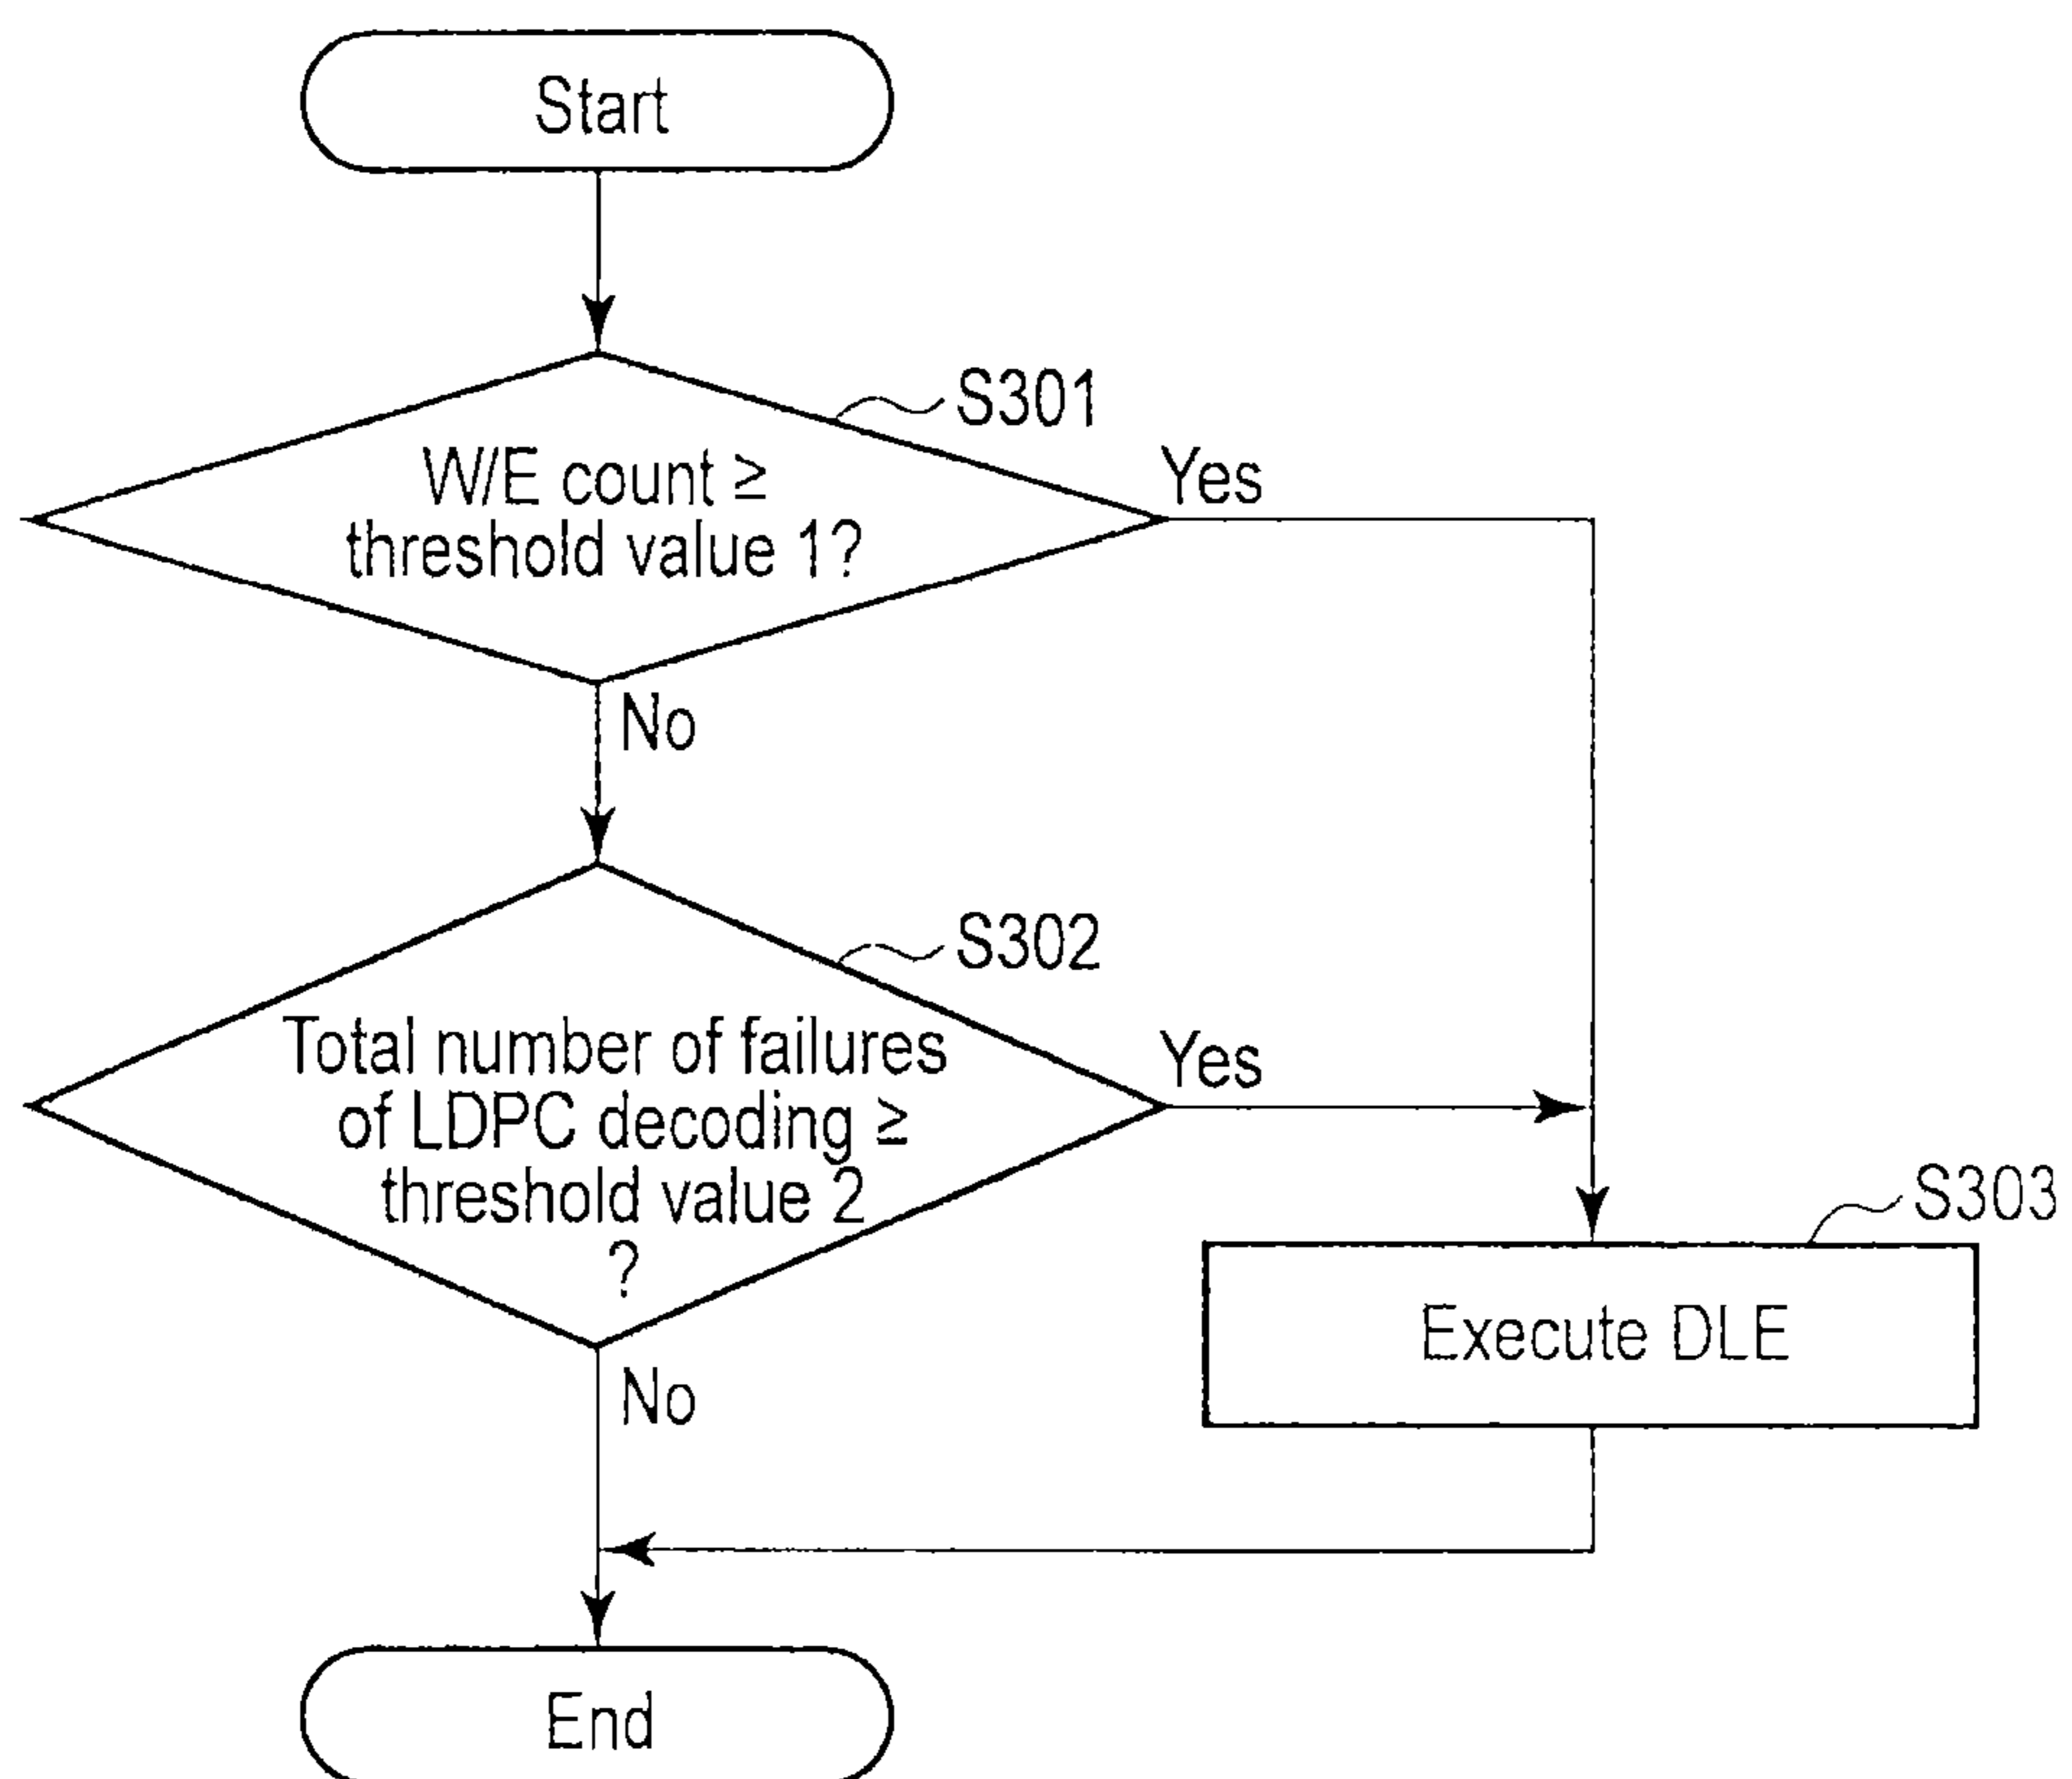 Start
S301
W/E count ≥
threshold value 1?
Yes
No
S302
Total number of failures
of LDPC decoding ≥
threshold value 2
?
Yes
S303
Execute DLE
No
End